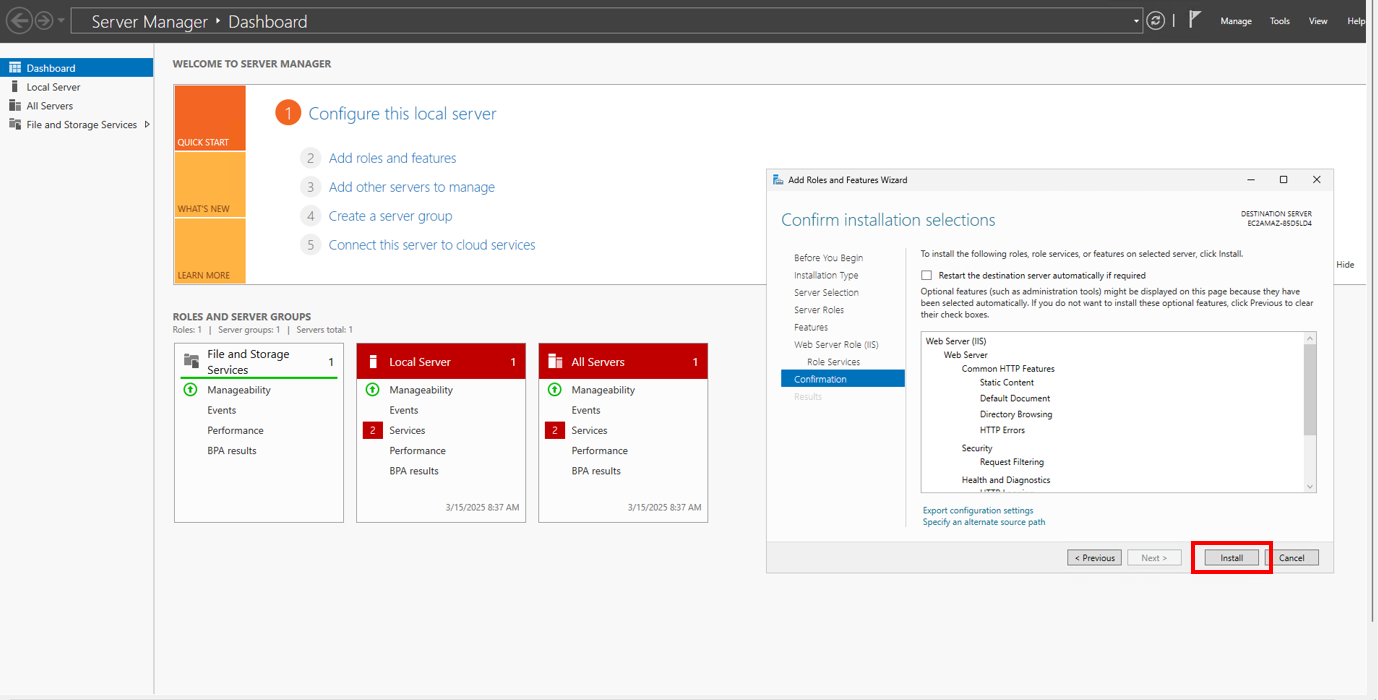 Server Manager ‣ Dashboard
Manage Tools View Help
Dashboard
Local Server
All Servers
File and Storage Services
WELCOME TO SERVER MANAGER
QUICK START
WHAT'S NEW
LEARN MORE
1 Configure this local server
2 Add roles and features
3 Add other servers to manage
4 Create a server group
5 Connect this server to cloud services
Hide
ROLES AND SERVER GROUPS
Roles: 1 | Server groups: 1 | Servers total: 1
File and Storage
Services
1
Manageability
Events
Performance
BPA results
Local Server 1
Manageability
Events
2 Services
Performance
BPA results
3/15/2025 8:37 AM
All Servers 1
Manageability
Events
2 Services
Performance
BPA results
3/15/2025 8:37 AM
Add Roles and Features Wizard
Confirm installation selections
DESTINATION SERVER
EC2AMAZ-85D5LD4
Before You Begin
Installation Type
Server Selection
Server Roles
Features
Web Server Role (IIS)
Role Services
Confirmation
Results
To install the following roles, role services, or features on selected server, click Install.
Restart the destination server automatically if required
Optional features (such as administration tools) might be displayed on this page because they have
been selected automatically. If you do not want to install these optional features, click Previous to clear
their check boxes.
Web Server (IIS)
Web Server
Common HTTP Features
Static Content
Default Document
Directory Browsing
HTTP Errors
Security
Request Filtering
Health and Diagnostics
Export configuration settings
Specify an alternate source path
< Previous
Next >
Install
Cancel